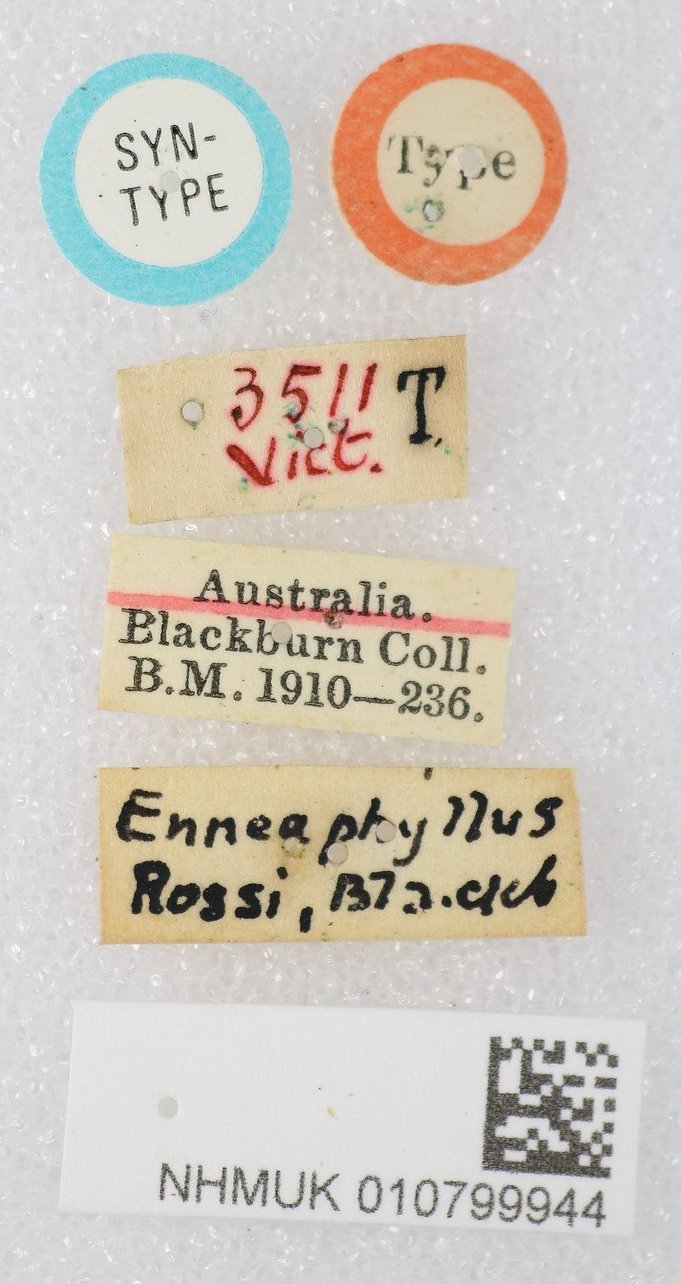 SYN-
TYPE
Type
3511 T.
Vict.
Australia.
Blackburn Coll.
B.M. 1910—236.
Enneaphyllus
Rossi, Blackb
NHMUK 010799944